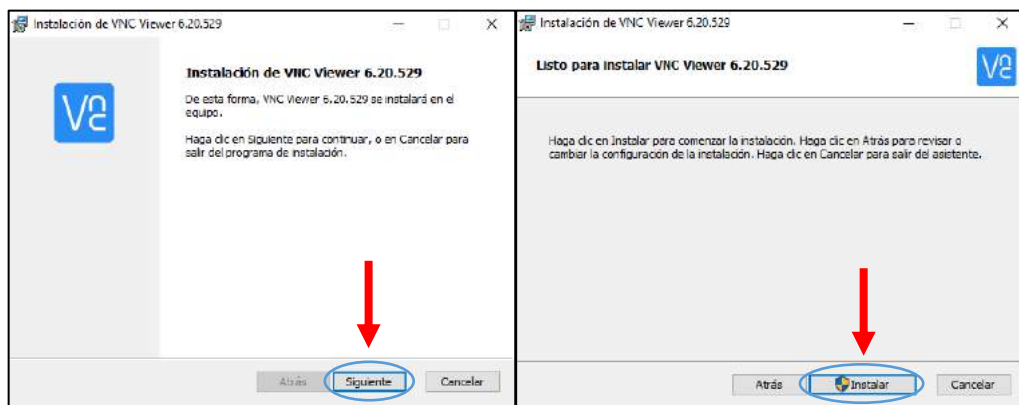 Instalación de VNC Viewer 6.20.529
Instalación de VNC Viewer 6.20.529
De esta forma, VNC Viewer 6.20.529 se instalará en el
equipo.
Haga clic en Siguiente para continuar, o en Cancelar para
salir del programa de instalación.
Atrás Siguiente Cancelar
Instalación de VNC Viewer 6.20.529
Listo para instalar VNC Viewer 6.20.529
Haga clic en Instalar para comenzar la instalación. Haga clic en Atrás para revisar o
cambiar la configuración de la instalación. Haga clic en Cancelar para salir del asistente.
Atrás Instalar Cancelar